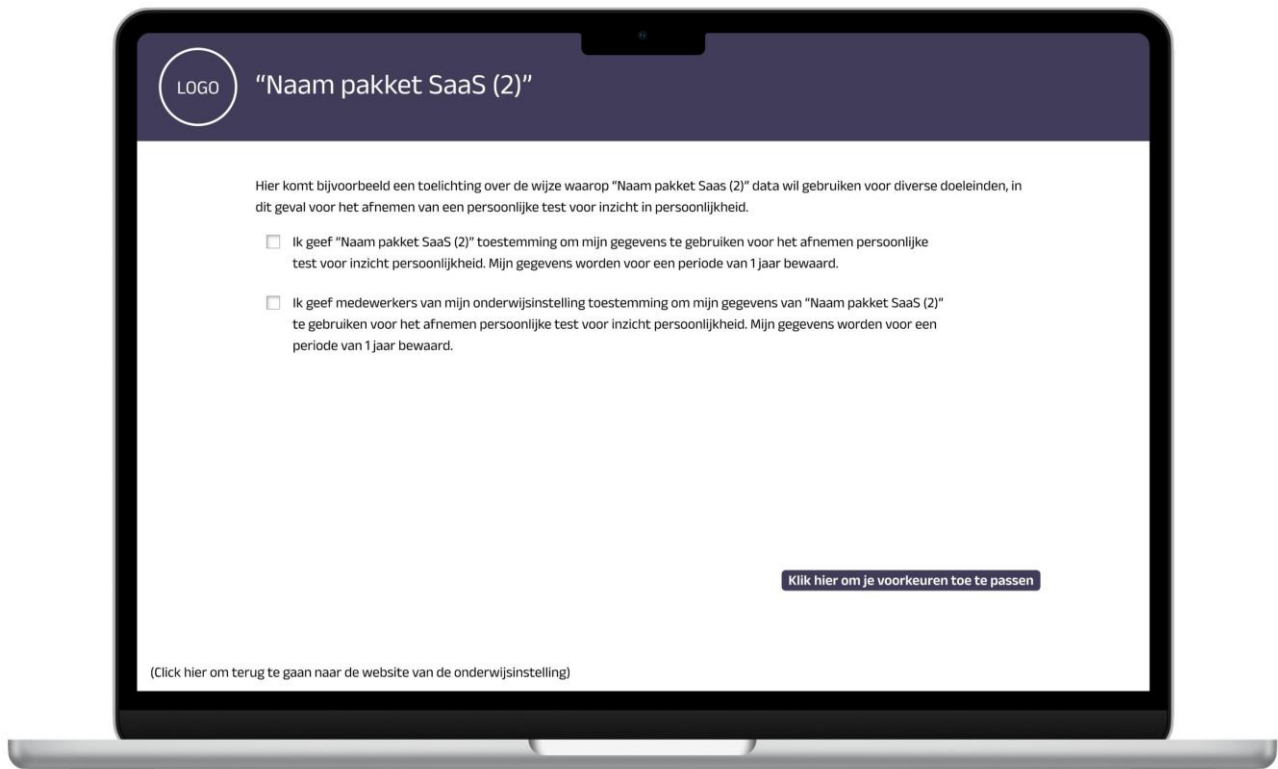 LOGO
“Naam pakket SaaS (2)”
Hier komt bijvoorbeeld een toelichting over de wijze waarop “Naam pakket Saas (2)” data wil gebruiken voor diverse doeleinden, in
dit geval voor het afnemen van een persoonlijke test voor inzicht in persoonlijkheid.
Ik geef “Naam pakket SaaS (2)” toestemming om mijn gegevens te gebruiken voor het afnemen persoonlijke
test voor inzicht persoonlijkheid. Mijn gegevens worden voor een periode van 1 jaar bewaard.
Ik geef medewerkers van mijn onderwijsinstelling toestemming om mijn gegevens van “Naam pakket SaaS (2)”
te gebruiken voor het afnemen persoonlijke test voor inzicht persoonlijkheid. Mijn gegevens worden voor een
periode van 1 jaar bewaard.
Klik hier om je voorkeuren toe te passen
(Click hier om terug te gaan naar de website van de onderwijsinstelling)